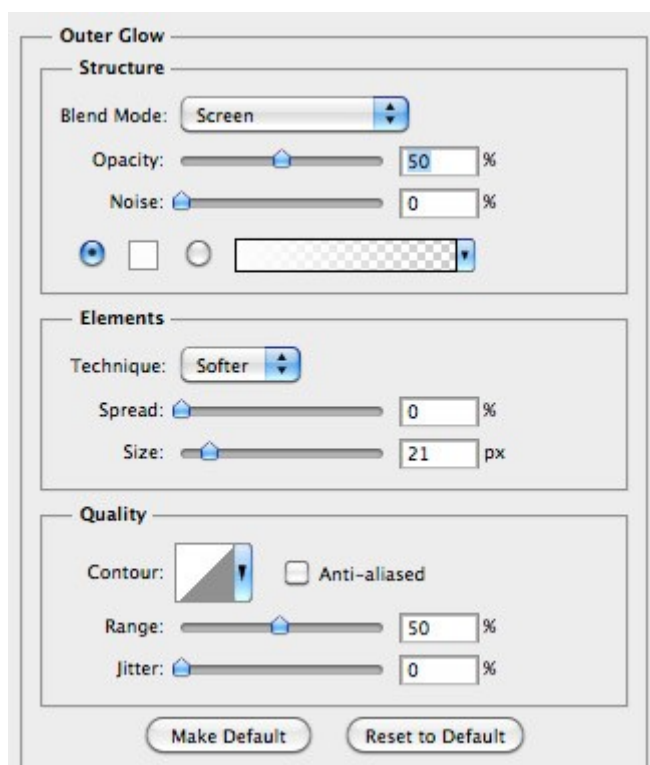 Outer Glow
Structure
Blend Mode: Screen
Opacity: 50 %
Noise: 0 %
Elements
Technique: Softer
Spread: 0 %
Size: 21 px
Quality
Contour: Anti-aliased
Range: 50 %
Jitter: 0 %
Make Default Reset to Default